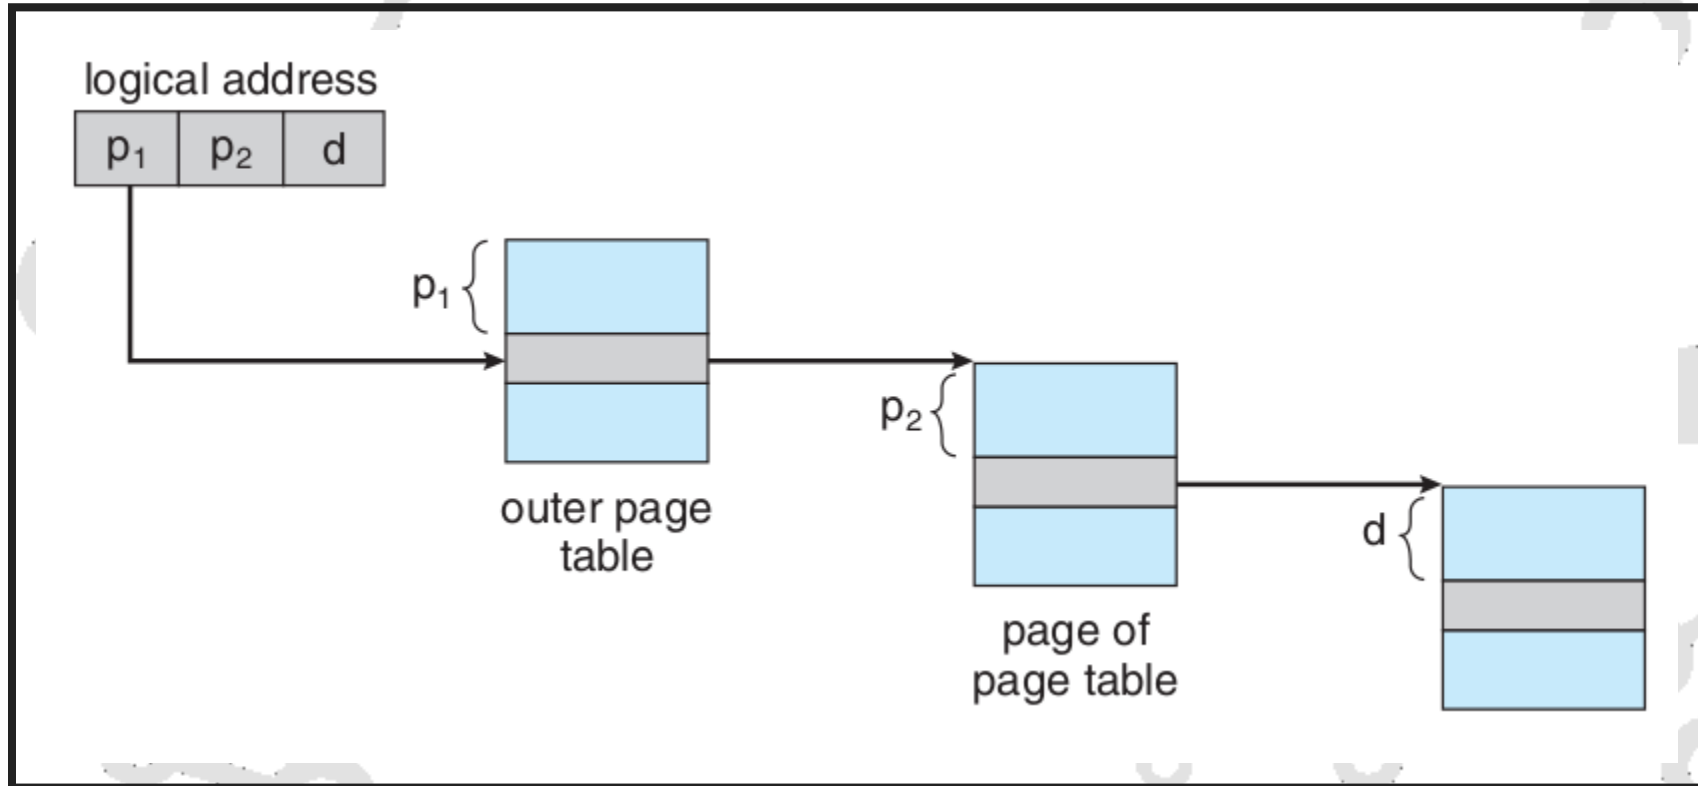 logical address
p₁ p₂ d
p₁
outer page
table
p₂
page of
page table
d